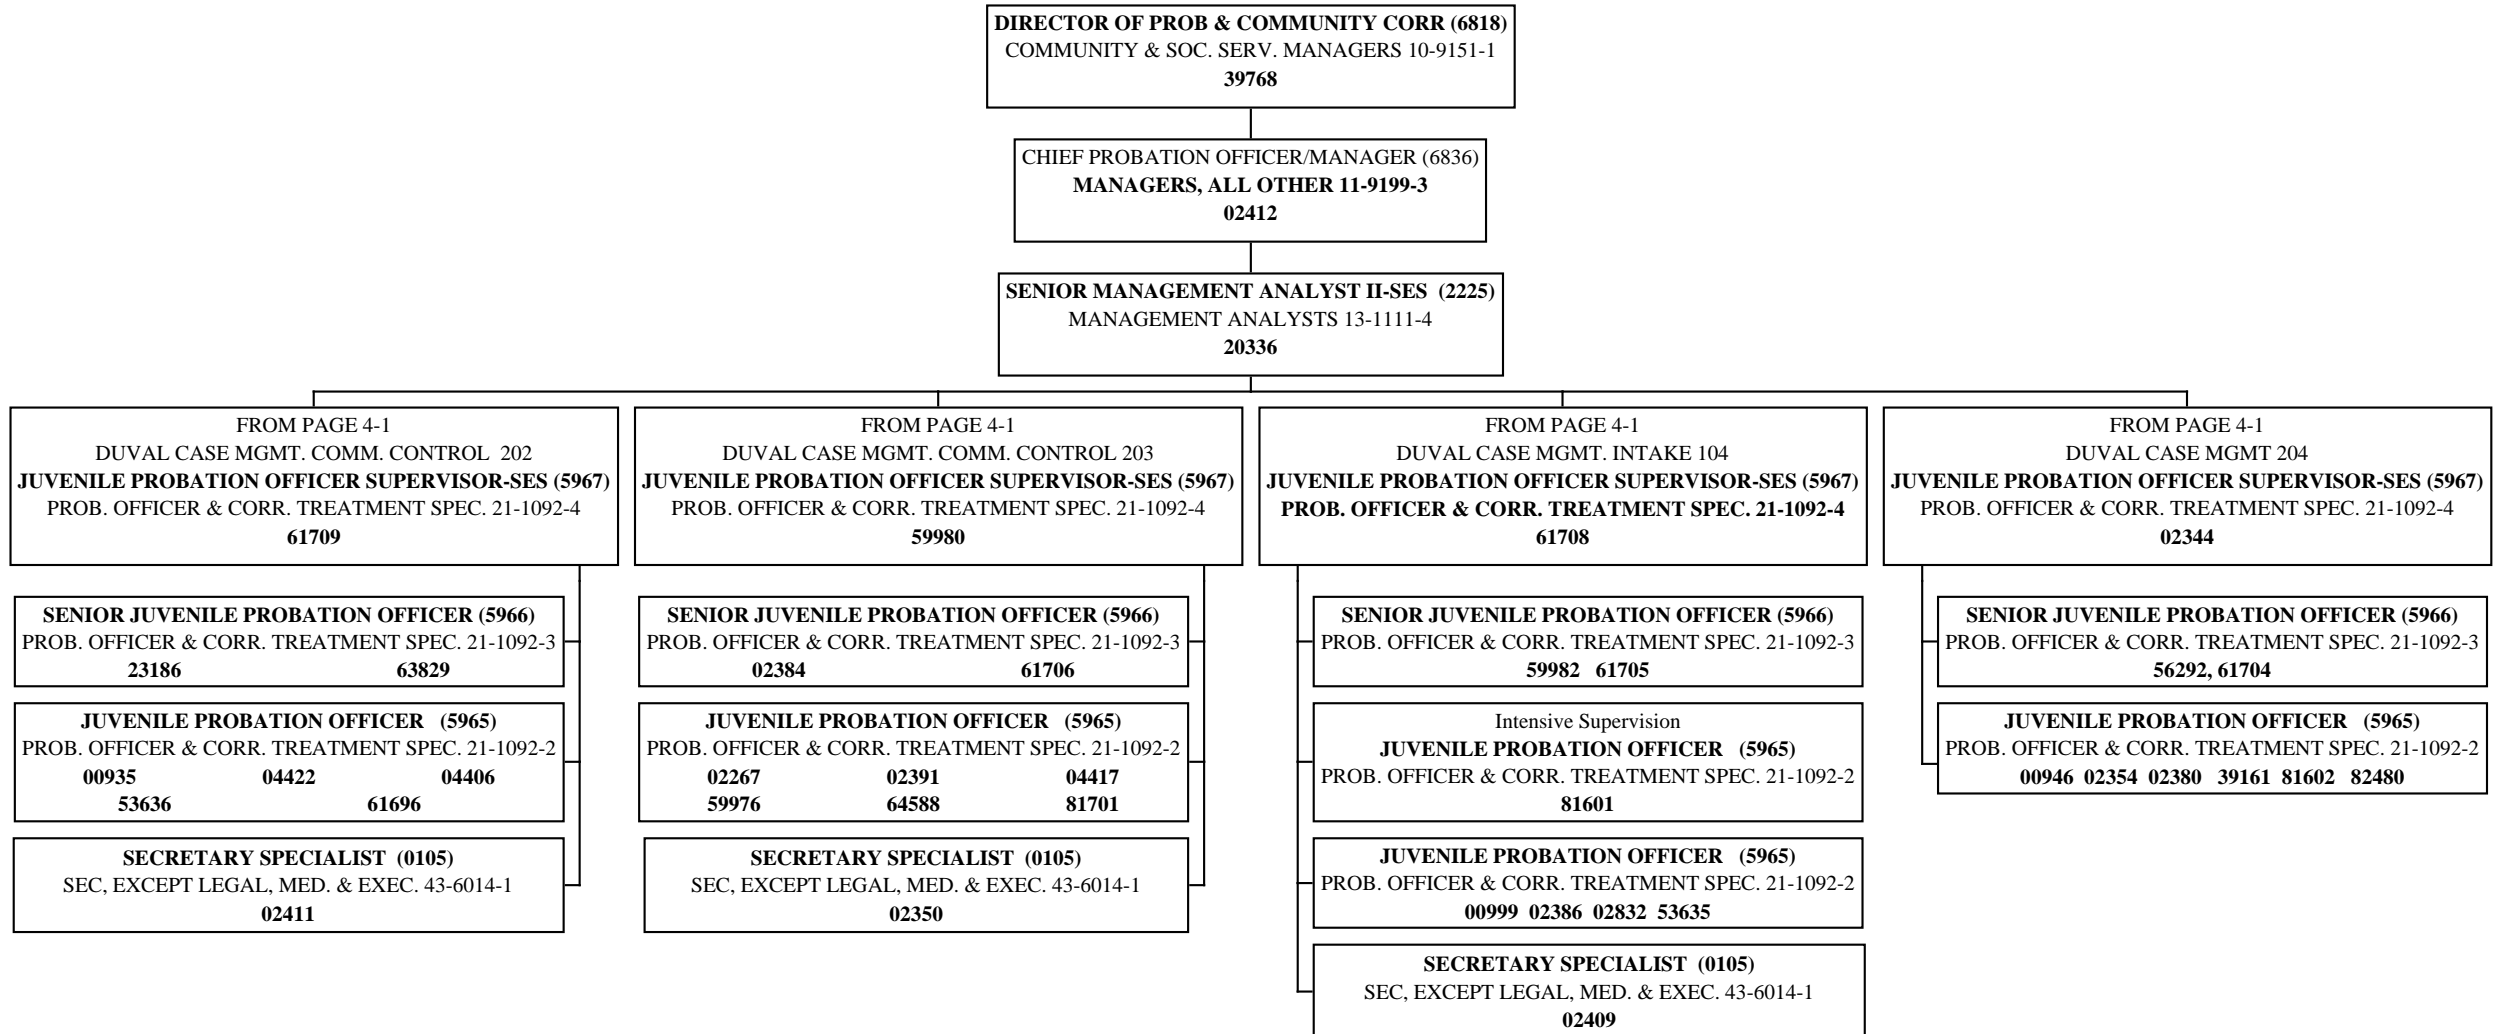 DIRECTOR OF PROB & COMMUNITY CORR (6818)
COMMUNITY & SOC. SERV. MANAGERS 10-9151-1
39768
CHIEF PROBATION OFFICER/MANAGER (6836)
MANAGERS, ALL OTHER 11-9199-3
02412
SENIOR MANAGEMENT ANALYST II-SES (2225)
MANAGEMENT ANALYSTS 13-1111-4
20336
FROM PAGE 4-1
DUVAL CASE MGMT. COMM. CONTROL 202
JUVENILE PROBATION OFFICER SUPERVISOR-SES (5967)
PROB. OFFICER & CORR. TREATMENT SPEC. 21-1092-4
61709
SENIOR JUVENILE PROBATION OFFICER (5966)
PROB. OFFICER & CORR. TREATMENT SPEC. 21-1092-3
23186 63829
JUVENILE PROBATION OFFICER (5965)
PROB. OFFICER & CORR. TREATMENT SPEC. 21-1092-2
00935 04422 04406
53636 61696
SECRETARY SPECIALIST (0105)
SEC, EXCEPT LEGAL, MED. & EXEC. 43-6014-1
02411
FROM PAGE 4-1
DUVAL CASE MGMT. COMM. CONTROL 203
JUVENILE PROBATION OFFICER SUPERVISOR-SES (5967)
PROB. OFFICER & CORR. TREATMENT SPEC. 21-1092-4
59980
SENIOR JUVENILE PROBATION OFFICER (5966)
PROB. OFFICER & CORR. TREATMENT SPEC. 21-1092-3
02384 61706
JUVENILE PROBATION OFFICER (5965)
PROB. OFFICER & CORR. TREATMENT SPEC. 21-1092-2
02267 02391 04417
59976 64588 81701
SECRETARY SPECIALIST (0105)
SEC, EXCEPT LEGAL, MED. & EXEC. 43-6014-1
02350
FROM PAGE 4-1
DUVAL CASE MGMT. INTAKE 104
JUVENILE PROBATION OFFICER SUPERVISOR-SES (5967)
PROB. OFFICER & CORR. TREATMENT SPEC. 21-1092-4
61708
SENIOR JUVENILE PROBATION OFFICER (5966)
PROB. OFFICER & CORR. TREATMENT SPEC. 21-1092-3
59982 61705
Intensive Supervision
JUVENILE PROBATION OFFICER (5965)
PROB. OFFICER & CORR. TREATMENT SPEC. 21-1092-2
81601
JUVENILE PROBATION OFFICER (5965)
PROB. OFFICER & CORR. TREATMENT SPEC. 21-1092-2
00999 02386 02832 53635
SECRETARY SPECIALIST (0105)
SEC, EXCEPT LEGAL, MED. & EXEC. 43-6014-1
02409
FROM PAGE 4-1
DUVAL CASE MGMT 204
JUVENILE PROBATION OFFICER SUPERVISOR-SES (5967)
PROB. OFFICER & CORR. TREATMENT SPEC. 21-1092-4
02344
SENIOR JUVENILE PROBATION OFFICER (5966)
PROB. OFFICER & CORR. TREATMENT SPEC. 21-1092-3
56292, 61704
JUVENILE PROBATION OFFICER (5965)
PROB. OFFICER & CORR. TREATMENT SPEC. 21-1092-2
00946 02354 02380 39161 81602 82480